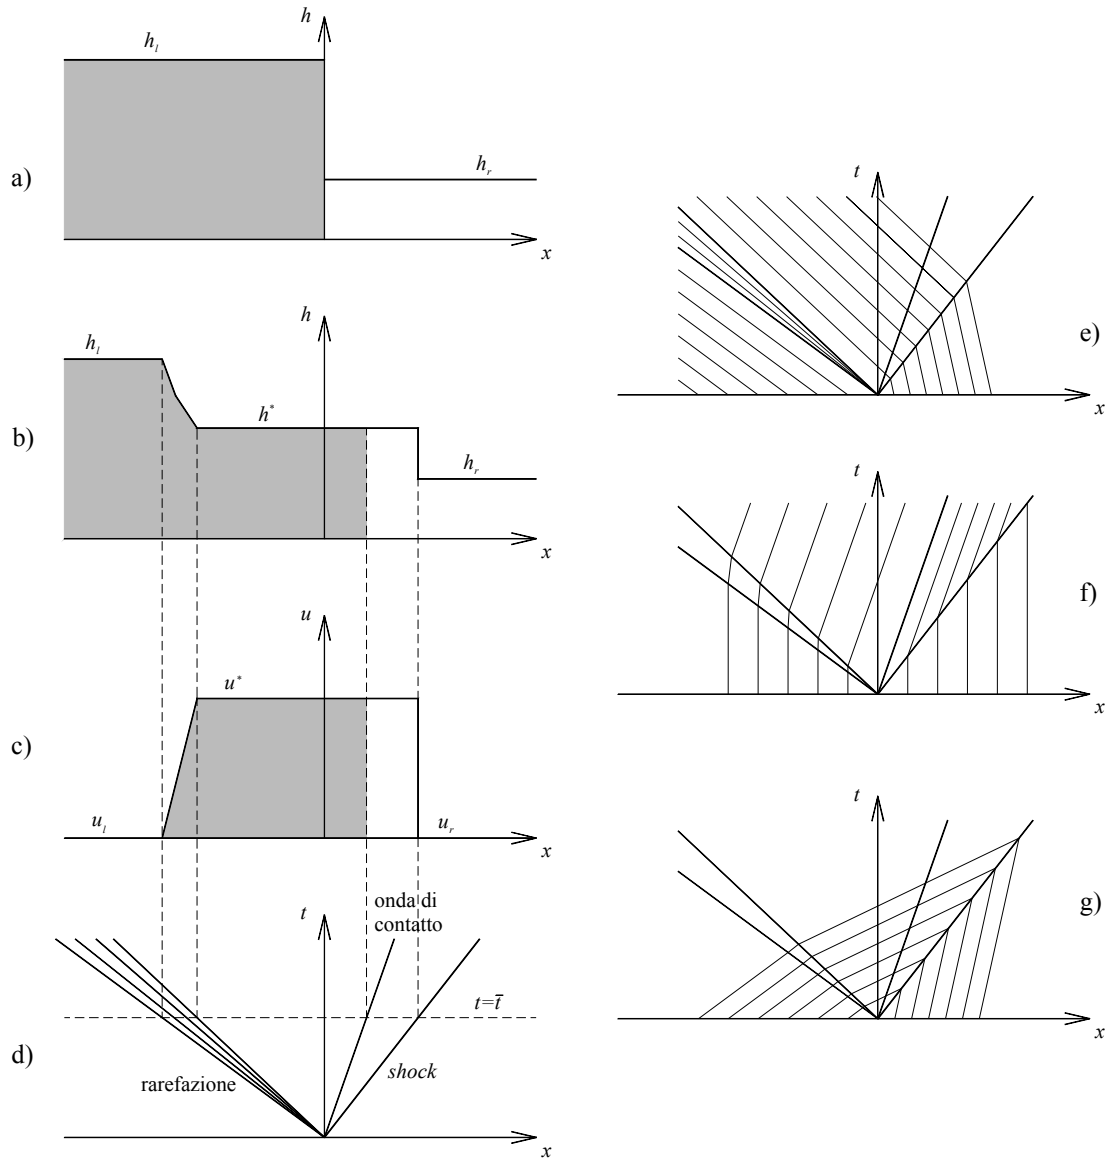 a)
h
h_l
h_r
x
b)
h
h_l
h*
h_r
x
c)
u
u*
u_l
u_r
x
d)
t
onda di
contatto
t=t̅
rarefazione
shock
x
e)
t
x
f)
t
x
g)
t
x